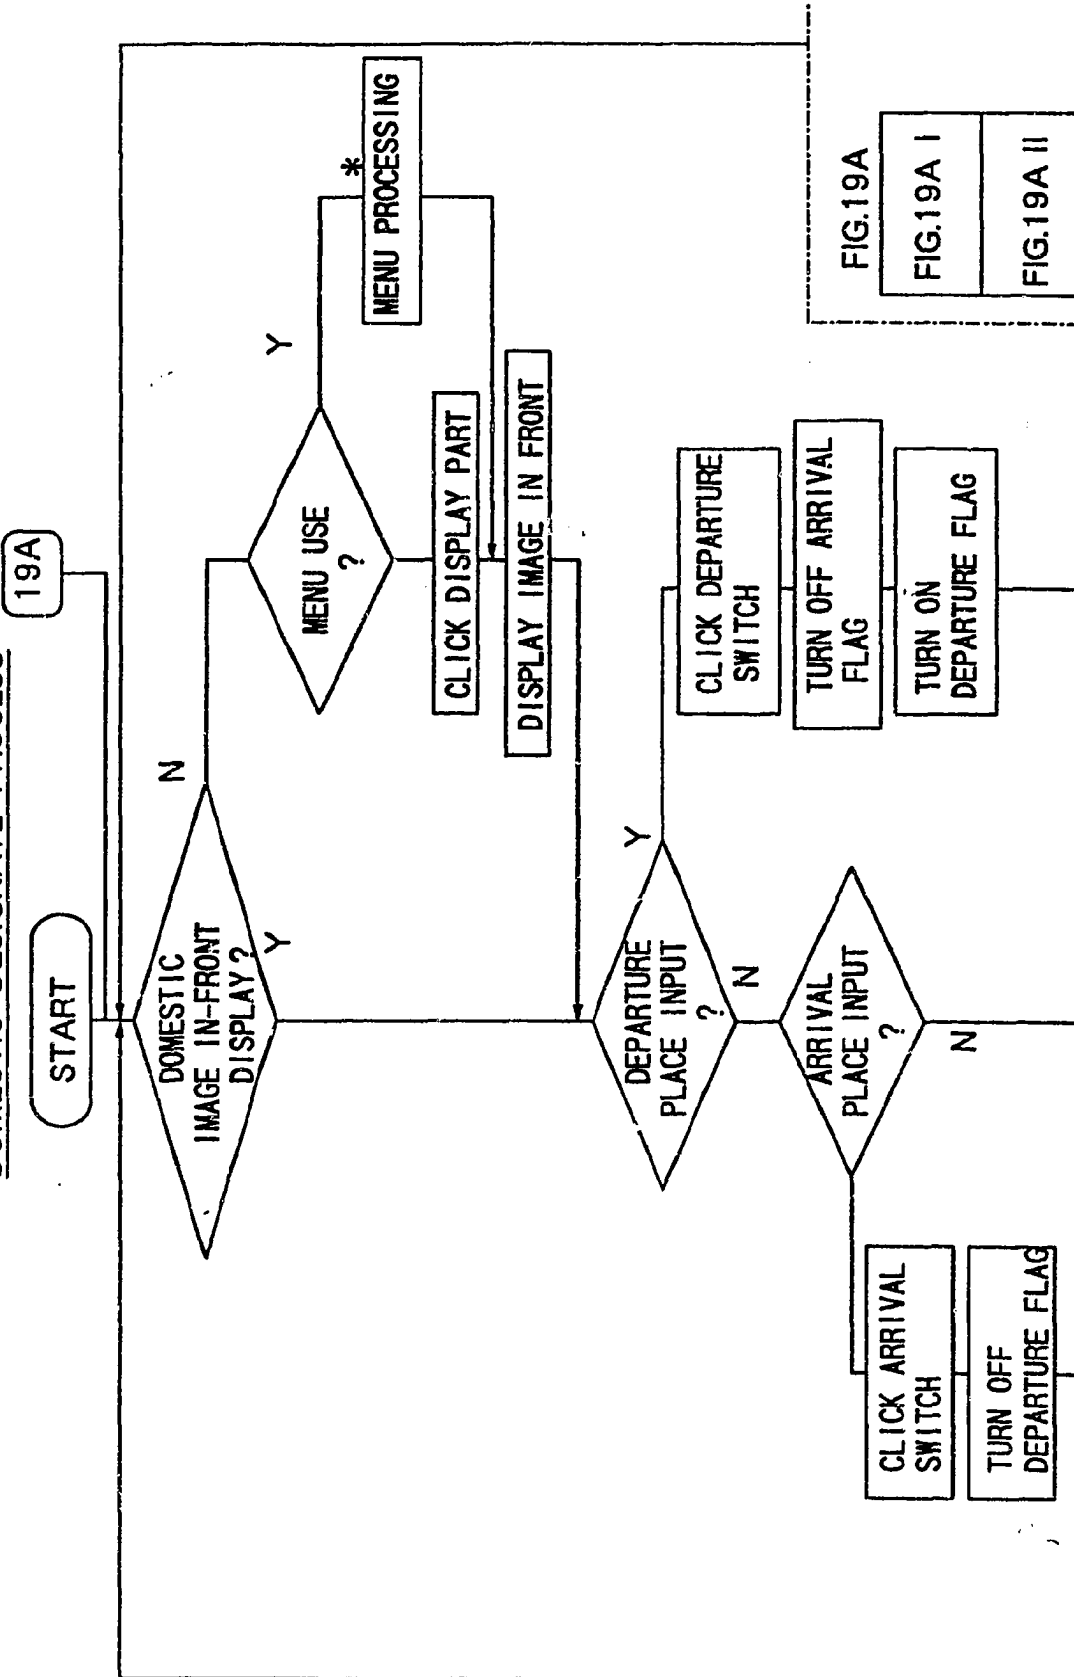 19A
START
DOMESTIC
IMAGE IN-FRONT
DISPLAY?
N
Y
MENU USE
?
Y
*
MENU PROCESSING
CLICK DISPLAY PART
DISPLAY IMAGE IN FRONT
DEPARTURE
PLACE INPUT
?
Y
N
CLICK DEPARTURE
SWITCH
TURN OFF ARRIVAL
FLAG
TURN ON
DEPARTURE FLAG
ARRIVAL
PLACE INPUT
?
N
CLICK ARRIVAL
SWITCH
TURN OFF
DEPARTURE FLAG
FIG.19A
FIG.19A I
FIG.19A II